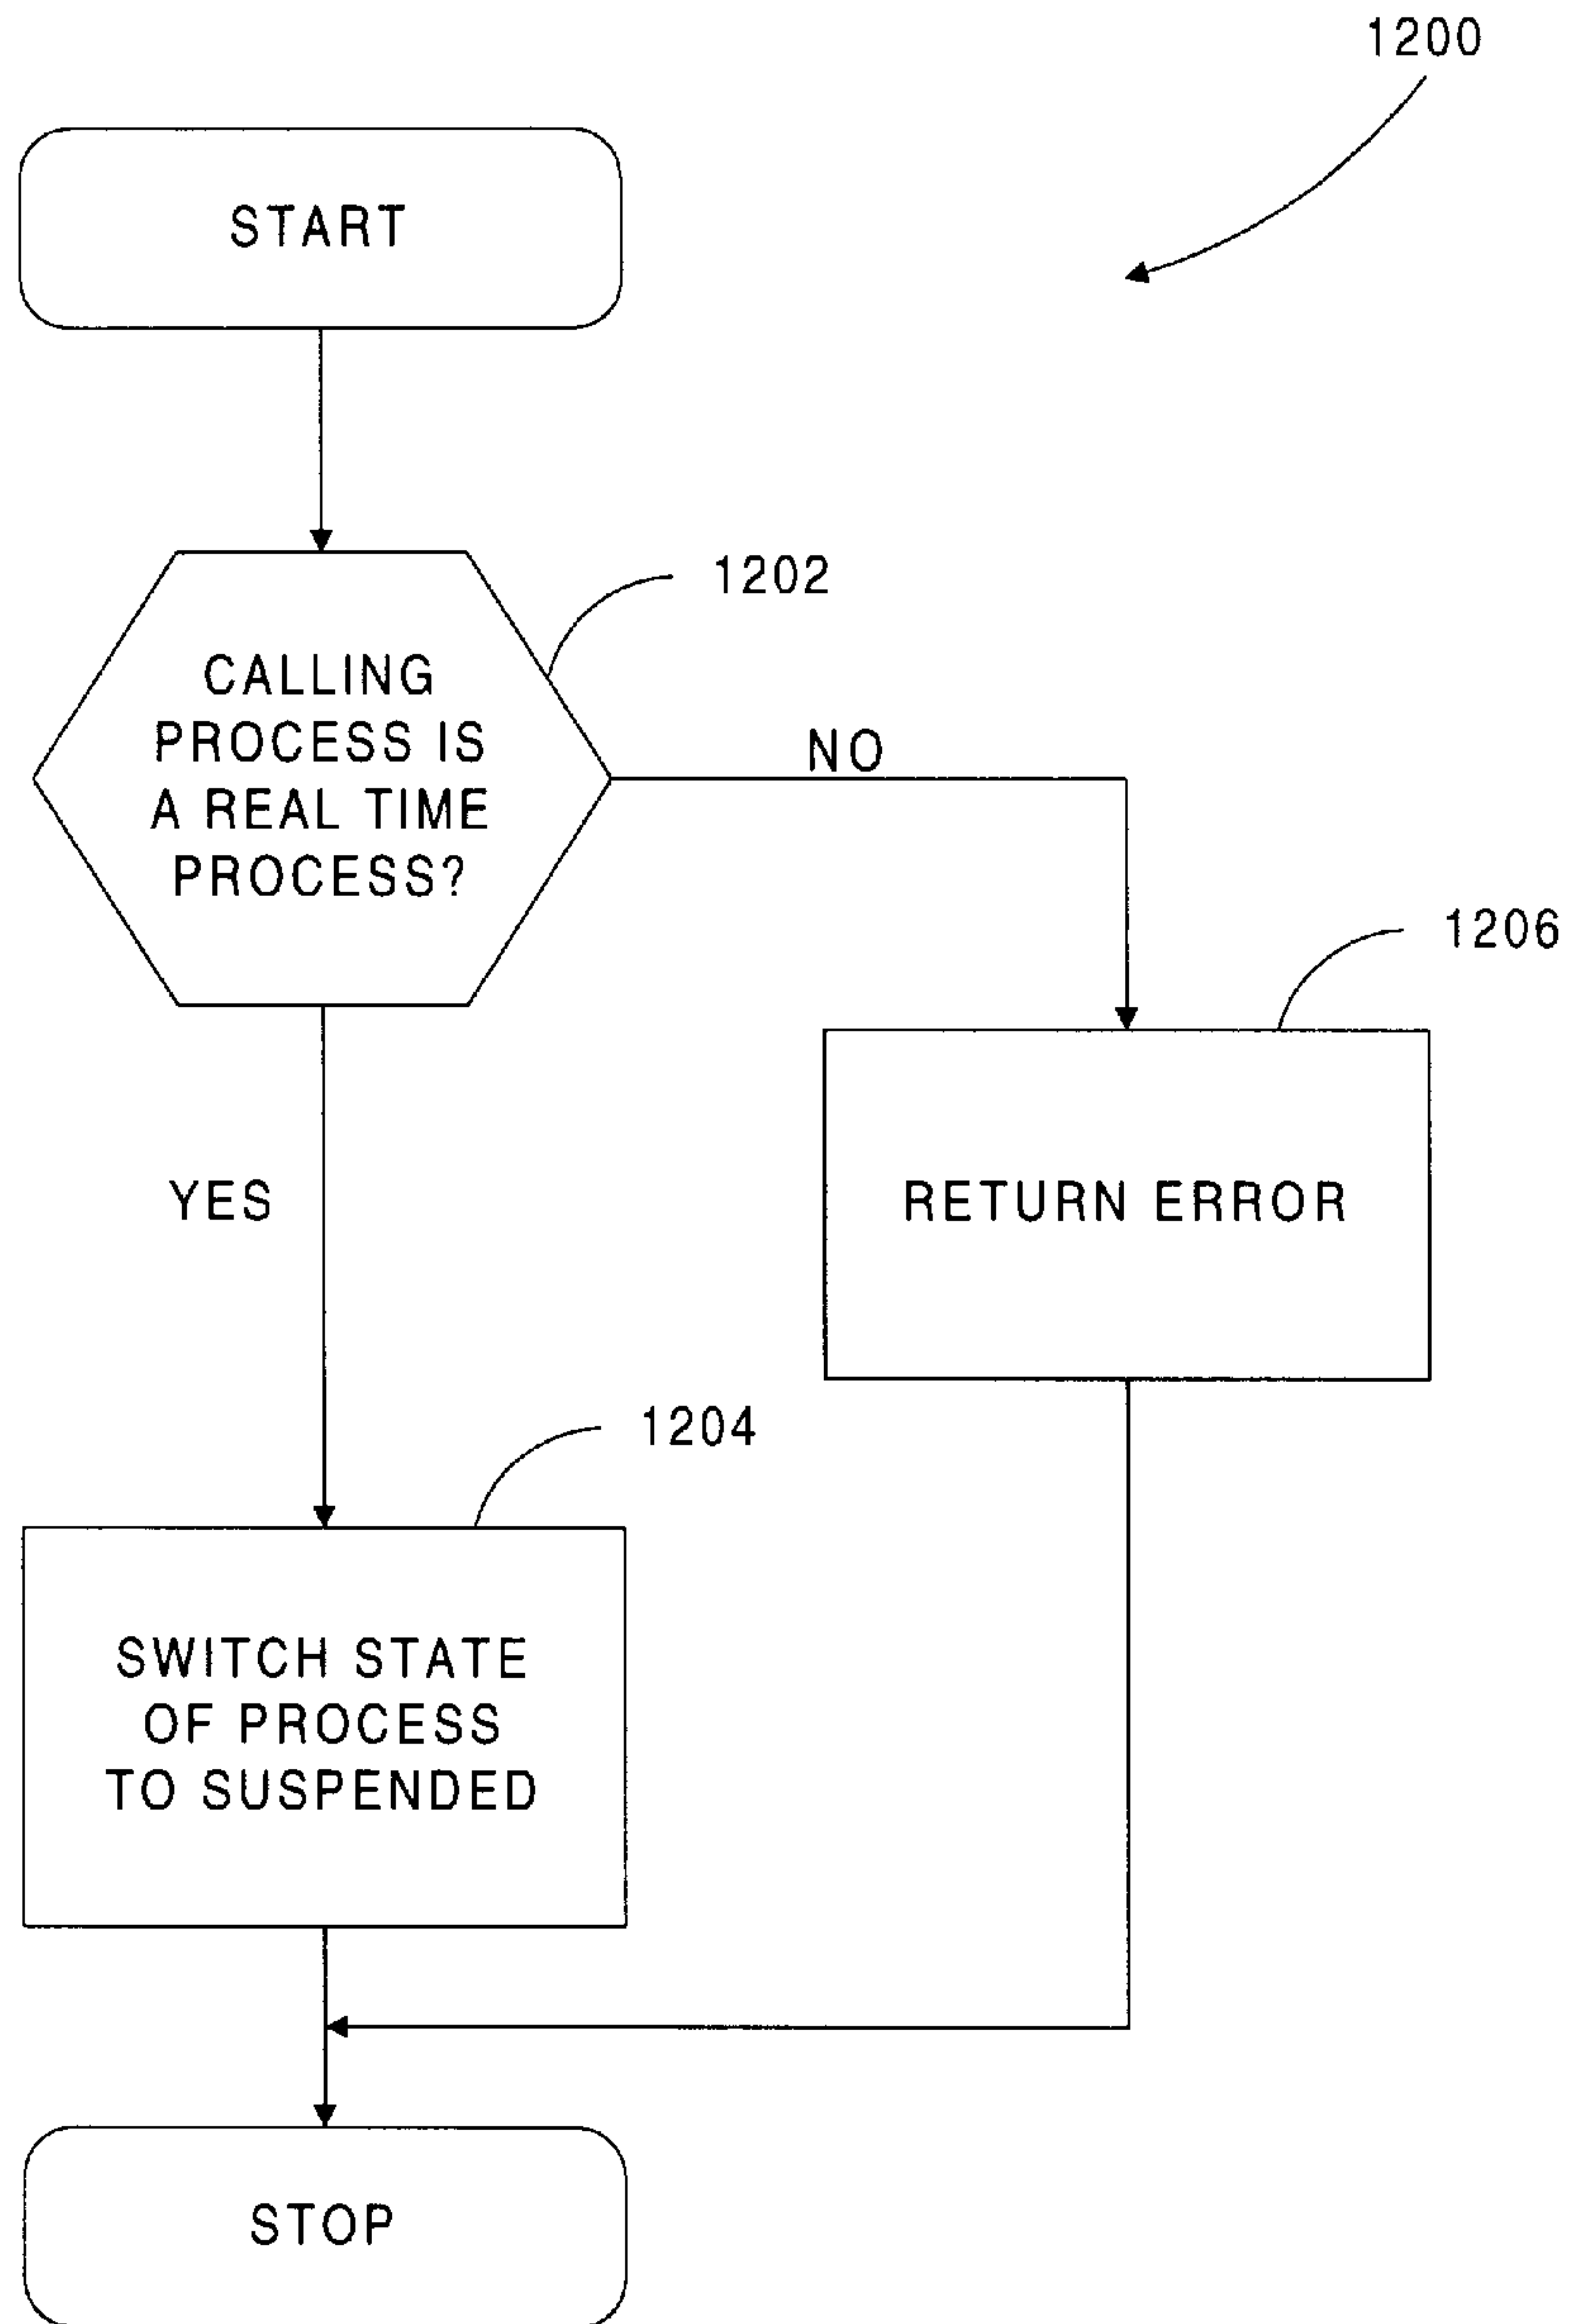 1200
START
1202
CALLING
PROCESS IS
A REAL TIME
PROCESS?
NO
1206
RETURN ERROR
YES
1204
SWITCH STATE
OF PROCESS
TO SUSPENDED
STOP